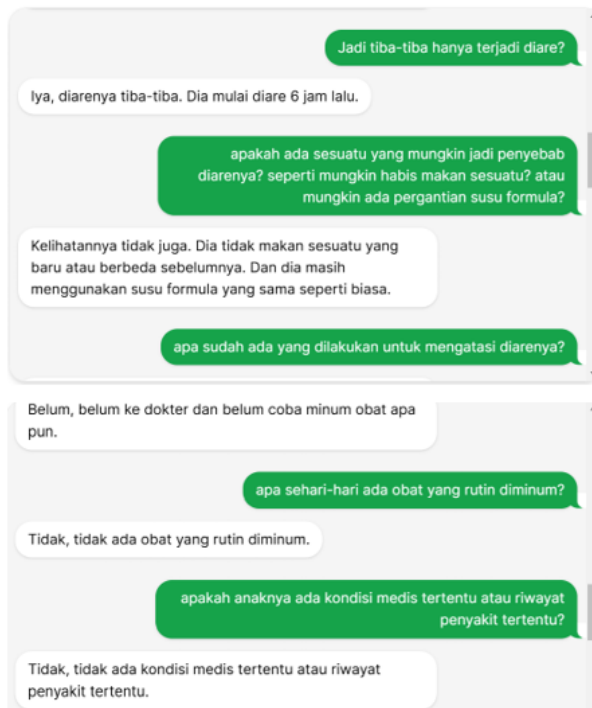 Jadi tiba-tiba hanya terjadi diare?
Iya, diarenya tiba-tiba. Dia mulai diare 6 jam lalu.
apakah ada sesuatu yang mungkin jadi penyebab
diarenya? seperti mungkin habis makan sesuatu? atau
mungkin ada pergantian susu formula?
Kelihatannya tidak juga. Dia tidak makan sesuatu yang
baru atau berbeda sebelumnya. Dan dia masih
menggunakan susu formula yang sama seperti biasa.
apa sudah ada yang dilakukan untuk mengatasi diarenya?
Belum, belum ke dokter dan belum coba minum obat apa
pun.
apa sehari-hari ada obat yang rutin diminum?
Tidak, tidak ada obat yang rutin diminum.
apakah anaknya ada kondisi medis tertentu atau riwayat
penyakit tertentu?
Tidak, tidak ada kondisi medis tertentu atau riwayat
penyakit tertentu.